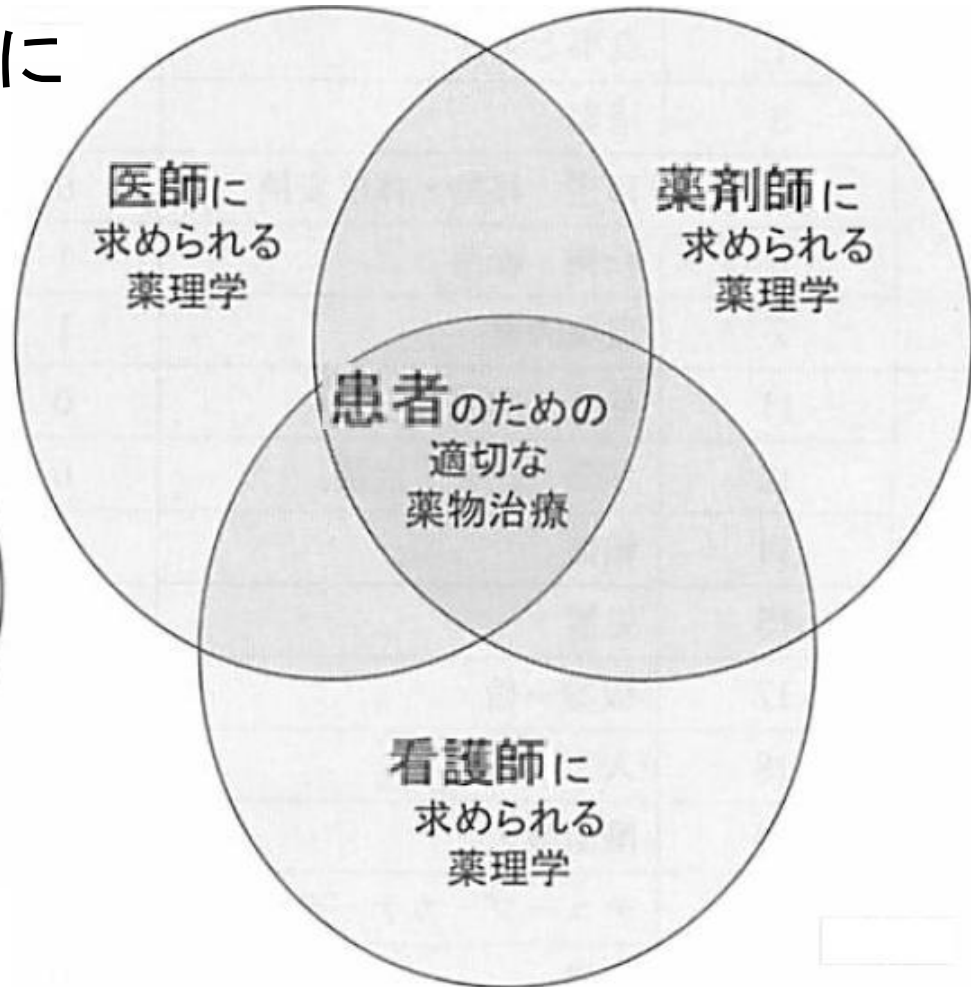 に
医師に
求められる
薬理学
薬剤師に
求められる
薬理学
患者のための
適切な
薬物治療
看護師に
求められる
薬理学